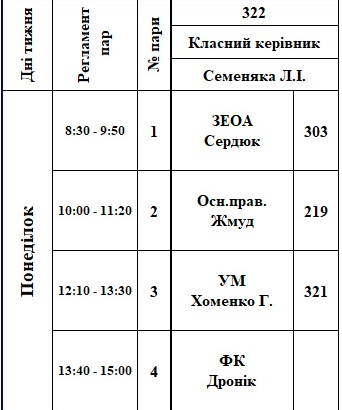 Дні тижня
Регламент
пар
№ пари
322
Класний керівник
Семеняка Л.І.
Понеділок
8:30 - 9:50
1
ЗЕОА
Сердюк
303
10:00 - 11:20
2
Осн.прав.
Жмуд
219
12:10 - 13:30
3
УМ
Хоменко Г.
321
13:40 - 15:00
4
ФК
Дронік